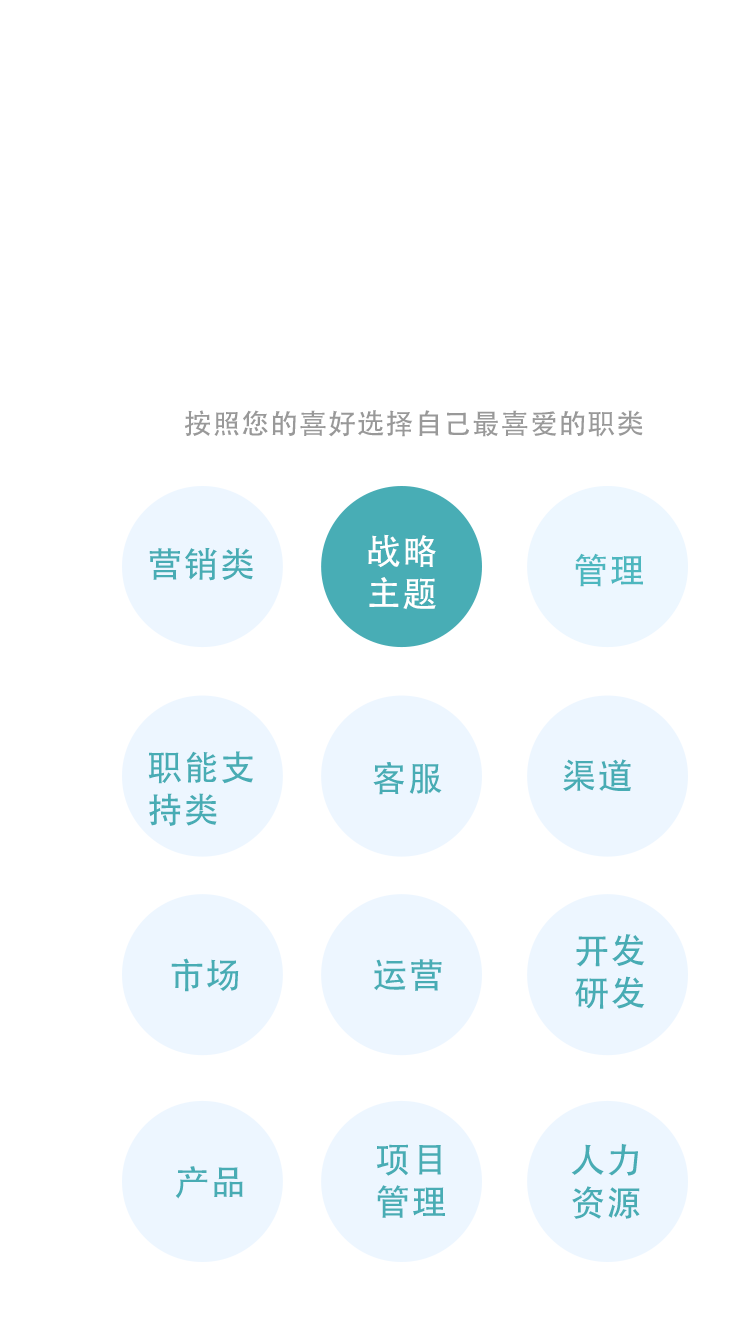 按照您的喜好选择自己最喜爱的职类
营销类
战略
主题
管理
职能支
持类
客服
渠道
市场
运营
开发
研发
产品
项目
管理
人力
资源